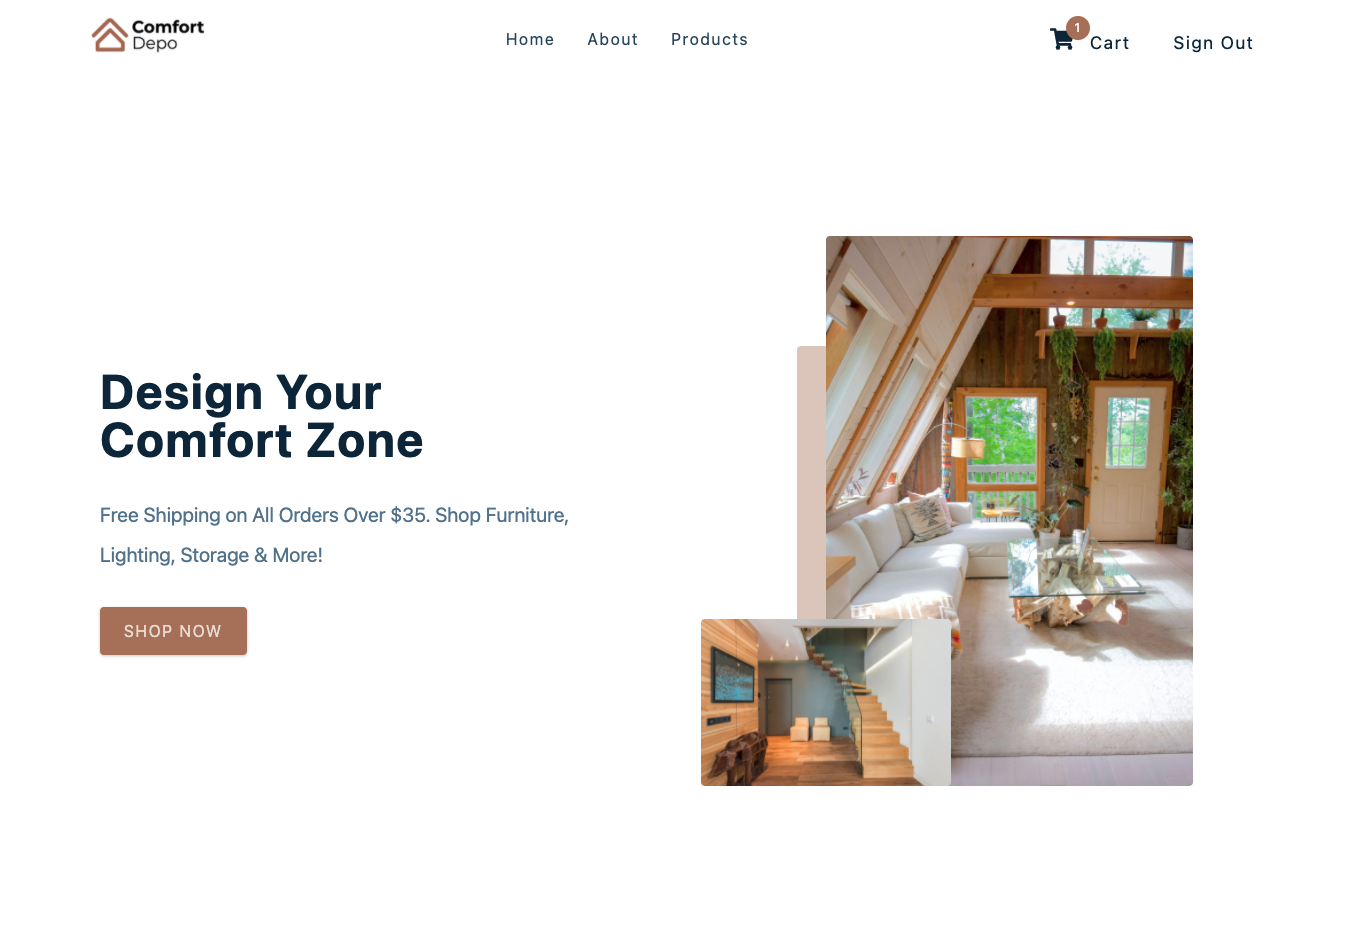 Comfort
Depo
Home
About
Products
1
Cart
Sign Out
Design Your
Comfort Zone
Free Shipping on All Orders Over $35. Shop Furniture,
Lighting, Storage & More!
SHOP NOW